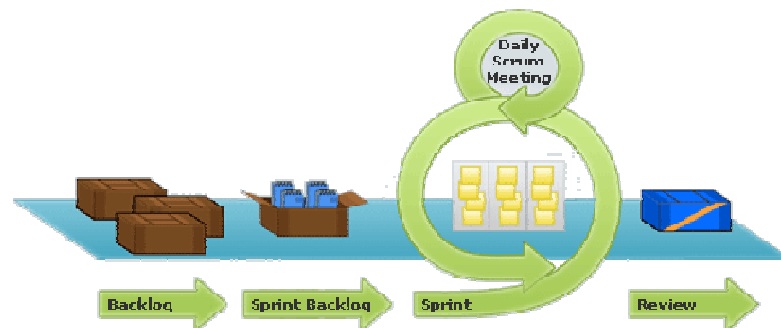 Daily
Scrum
Meeting
Backlog
Sprint Backlog
Sprint
Review